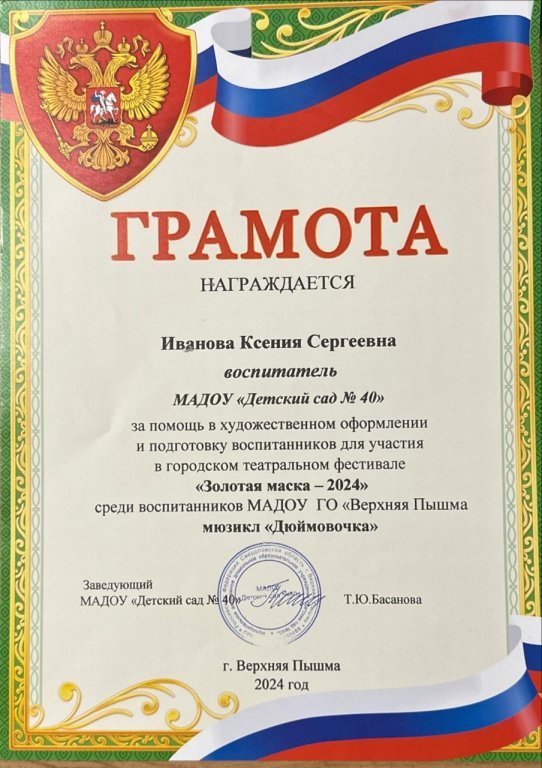 ГРАМОТА
НАГРАЖДАЕТСЯ
Иванова Ксения Сергеевна
воспитатель
МАДОУ «Детский сад № 40»
за помощь в художественном оформлении
и подготовку воспитанников для участия
в городском театральном фестивале
«Золотая маска – 2024»
среди воспитанников МАДОУ ГО «Верхняя Пышма
мюзикл «Дюймовочка»
Заведующий
МАДОУ «Детский сад № 40» Т.Ю.Басанова
г. Верхняя Пышма
2024 год